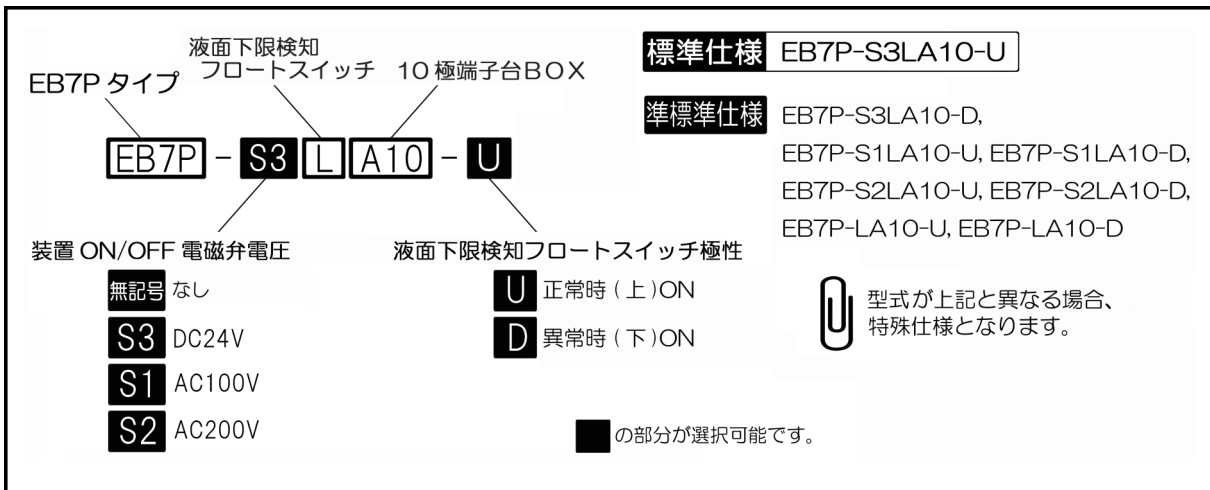 液面下限検知
フロートスイッチ 10極端子台BOX
EB7Pタイプ
EB7P - S3 L A10 - U
装置ON/OFF電磁弁電圧
無記号 なし
S3 DC24V
S1 AC100V
S2 AC200V
液面下限検知フロートスイッチ極性
U 正常時(上)ON
D 異常時(下)ON
の部分が選択可能です。
標準仕様 EB7P-S3LA10-U
準標準仕様 EB7P-S3LA10-D,
EB7P-S1LA10-U, EB7P-S1LA10-D,
EB7P-S2LA10-U, EB7P-S2LA10-D,
EB7P-LA10-U, EB7P-LA10-D
型式が上記と異なる場合、
特殊仕様となります。